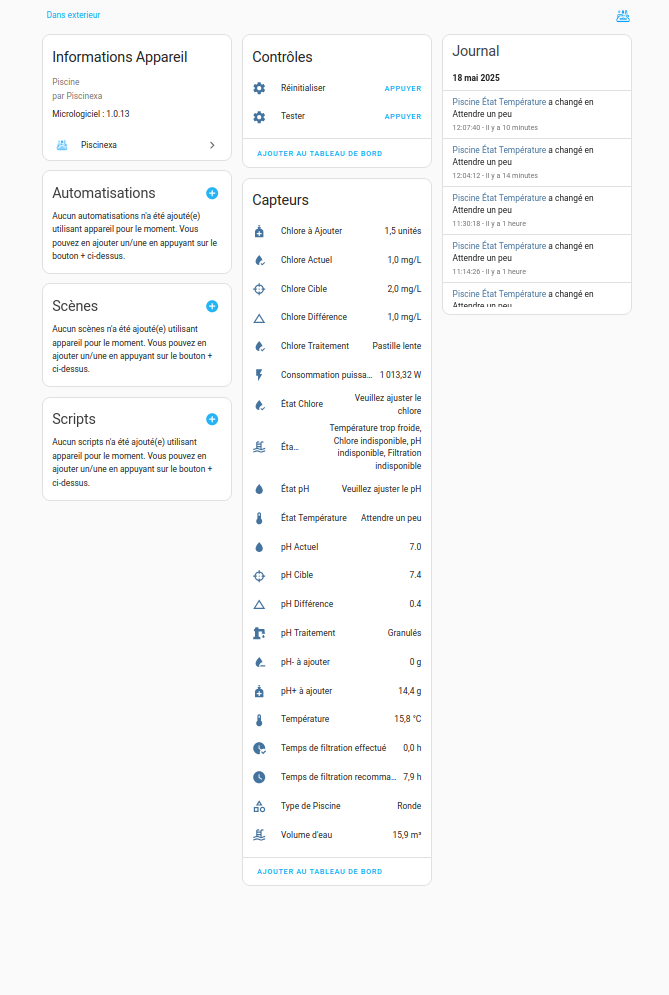 Dans exterieur
Informations Appareil
Piscine
par Piscinexa
Micrologiciel : 1.0.13
Piscinexa
Automatisations
Aucun automatisations n'a été ajouté(e)
utilisant appareil pour le moment. Vous
pouvez en ajouter un/une en appuyant sur le
bouton + ci-dessus.
Scènes
Aucun scènes n'a été ajouté(e) utilisant
appareil pour le moment. Vous pouvez en
ajouter un/une en appuyant sur le bouton +
ci-dessus.
Scripts
Aucun scripts n'a été ajouté(e) utilisant
appareil pour le moment. Vous pouvez en
ajouter un/une en appuyant sur le bouton +
ci-dessus.
Contrôles
Réinitialiser APPUYER
Tester APPUYER
AJOUTER AU TABLEAU DE BORD
Capteurs
Chlore à Ajouter 1,5 unités
Chlore Actuel 1,0 mg/L
Chlore Cible 2,0 mg/L
Chlore Différence 1,0 mg/L
Chlore Traitement Pastille lente
Consommation puissa... 1 013,32 W
État Chlore Veuillez ajuster le
chlore
Éta... Température trop froide,
Chlore indisponible, pH
indisponible, Filtration
indisponible
État pH Veuillez ajuster le pH
État Température Attendre un peu
pH Actuel 7.0
pH Cible 7.4
pH Différence 0.4
pH Traitement Granulés
pH- à ajouter 0 g
pH+ à ajouter 14,4 g
Température 15,8 °C
Temps de filtration effectué 0,0 h
Temps de filtration recomma... 7,9 h
Type de Piscine Ronde
Volume d'eau 15,9 m³
AJOUTER AU TABLEAU DE BORD
Journal
18 mai 2025
Piscine État Température a changé en
Attendre un peu
12:07:40 - il y a 10 minutes
Piscine État Température a changé en
Attendre un peu
12:04:12 - il y a 14 minutes
Piscine État Température a changé en
Attendre un peu
11:30:18 - il y a 1 heure
Piscine État Température a changé en
Attendre un peu
11:14:26 - il y a 1 heure
Piscine État Température a changé en
Attendre un peu